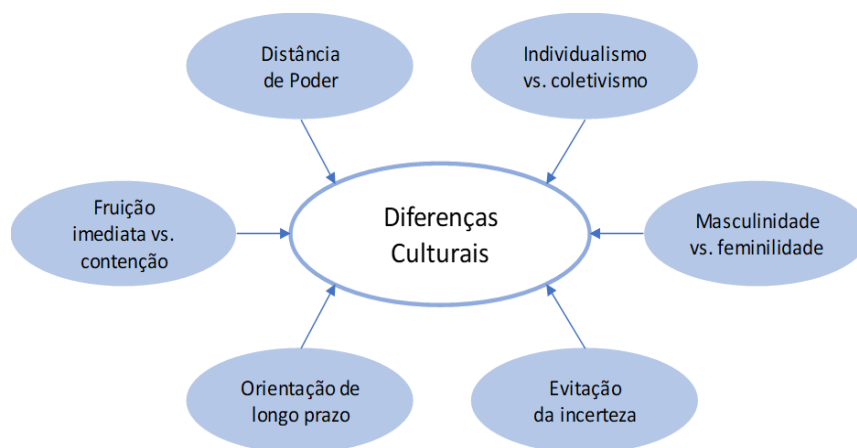 Distância
de Poder
Individualismo
vs. coletivismo
Fruição
imediata vs.
contenção
Diferenças
Culturais
Masculinidade
vs. feminilidade
Orientação de
longo prazo
Evitação
da incerteza